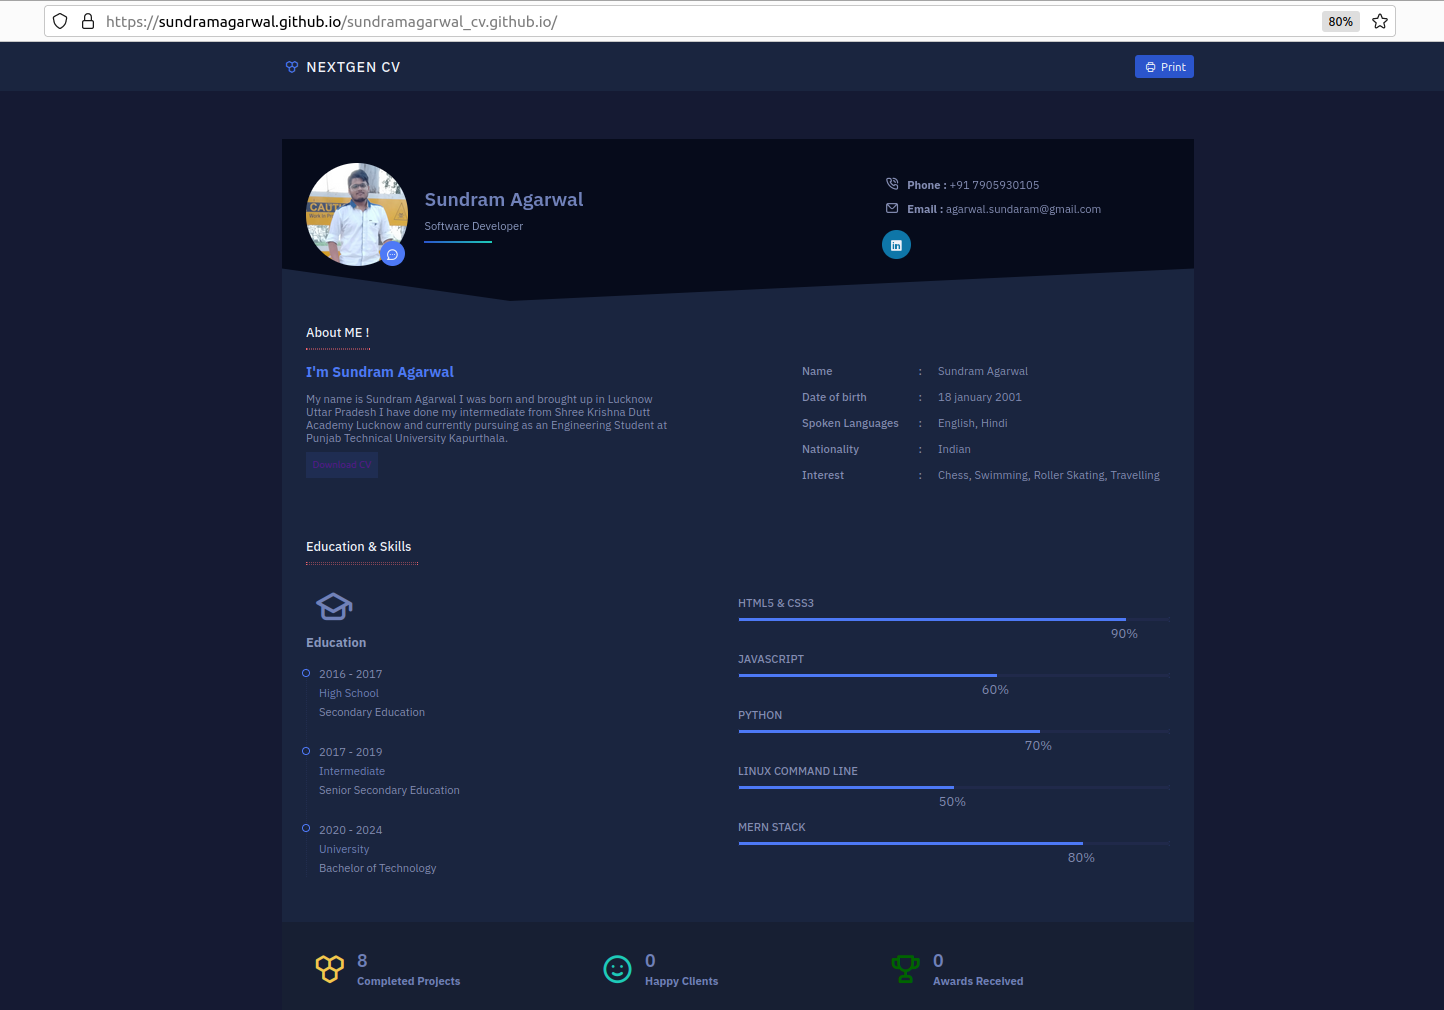 https://sundramagarwal.github.io/sundramagarwal_cv.github.io/ 80%
NEXTGEN CV
Print
CAUT
Sundram Agarwal
Software Developer
Phone : +91 7905930105
Email : agarwal.sundaram@gmail.com
About ME !
I'm Sundram Agarwal
My name is Sundram Agarwal I was born and brought up in Lucknow
Uttar Pradesh I have done my intermediate from Shree Krishna Dutt
Academy Lucknow and currently pursuing as an Engineering Student at
Punjab Technical University Kapurthala.
Download CV
Name : Sundram Agarwal
Date of birth : 18 january 2001
Spoken Languages : English, Hindi
Nationality : Indian
Interest : Chess, Swimming, Roller Skating, Travelling
Education & Skills
Education
2016 - 2017
High School
Secondary Education
2017 - 2019
Intermediate
Senior Secondary Education
2020 - 2024
University
Bachelor of Technology
HTML5 & CSS3
90%
JAVASCRIPT
60%
PYTHON
70%
LINUX COMMAND LINE
50%
MERN STACK
80%
8
Completed Projects
0
Happy Clients
0
Awards Received